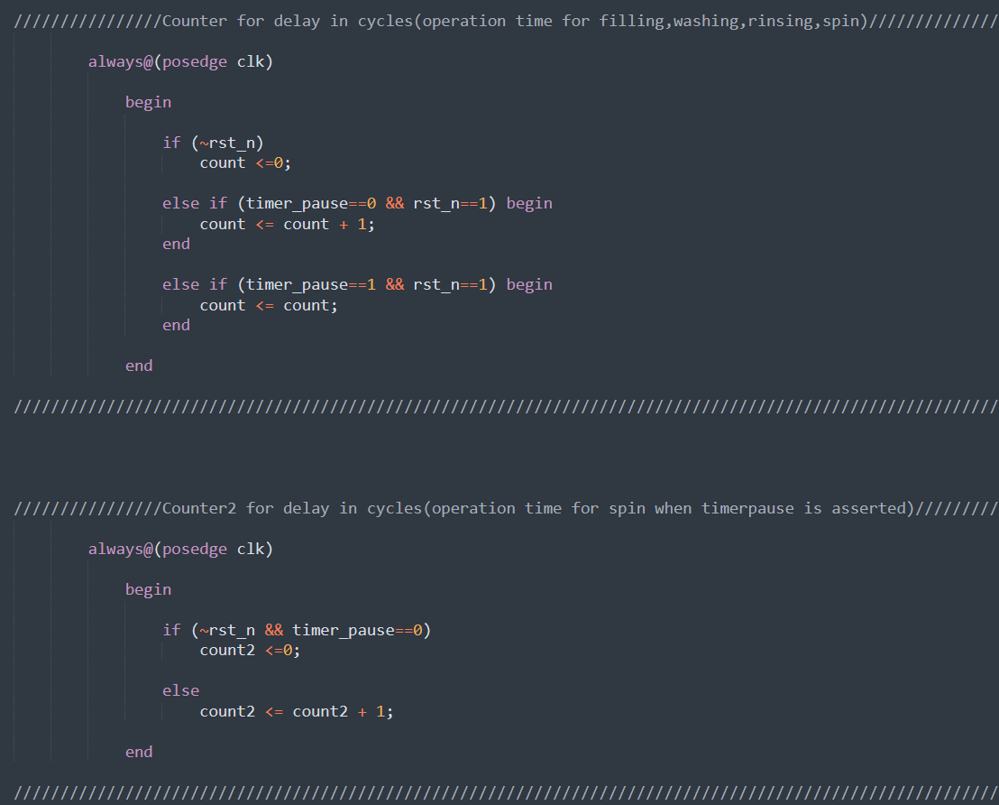 ////////////////Counter for delay in cycles(operation time for filling,washing,rinsing,spin)//////////////
always@(posedge clk)
begin
if (~rst_n)
count <=0;
else if (timer_pause==0 && rst_n==1) begin
count <= count + 1;
end
else if (timer_pause==1 && rst_n==1) begin
count <= count;
end
end
//////////////////////////////////////////////////////////////////////////////////////////////////////////
////////////////Counter2 for delay in cycles(operation time for spin when timerpause is asserted)/////////
always@(posedge clk)
begin
if (~rst_n && timer_pause==0)
count2 <=0;
else
count2 <= count2 + 1;
end
//////////////////////////////////////////////////////////////////////////////////////////////////////////